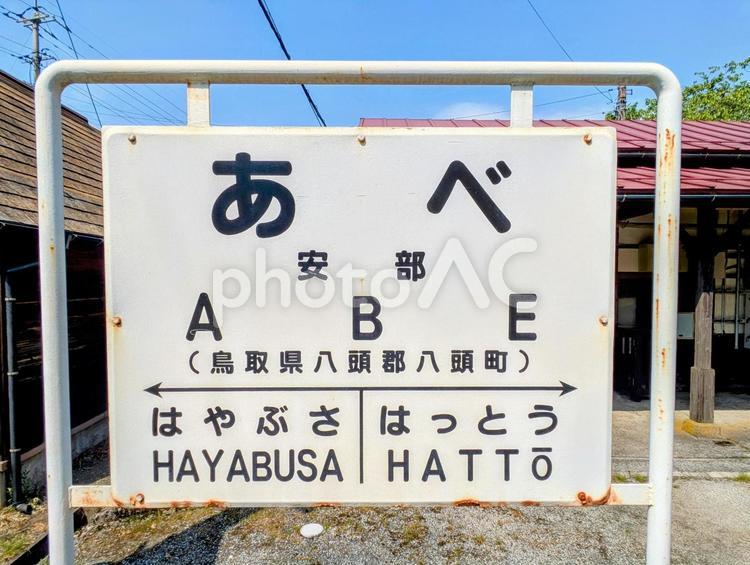 あべ
安部
photoAC
ABE
(鳥取県八頭郡八頭町)
はやぶさ はっとう
HAYABUSA HATTō